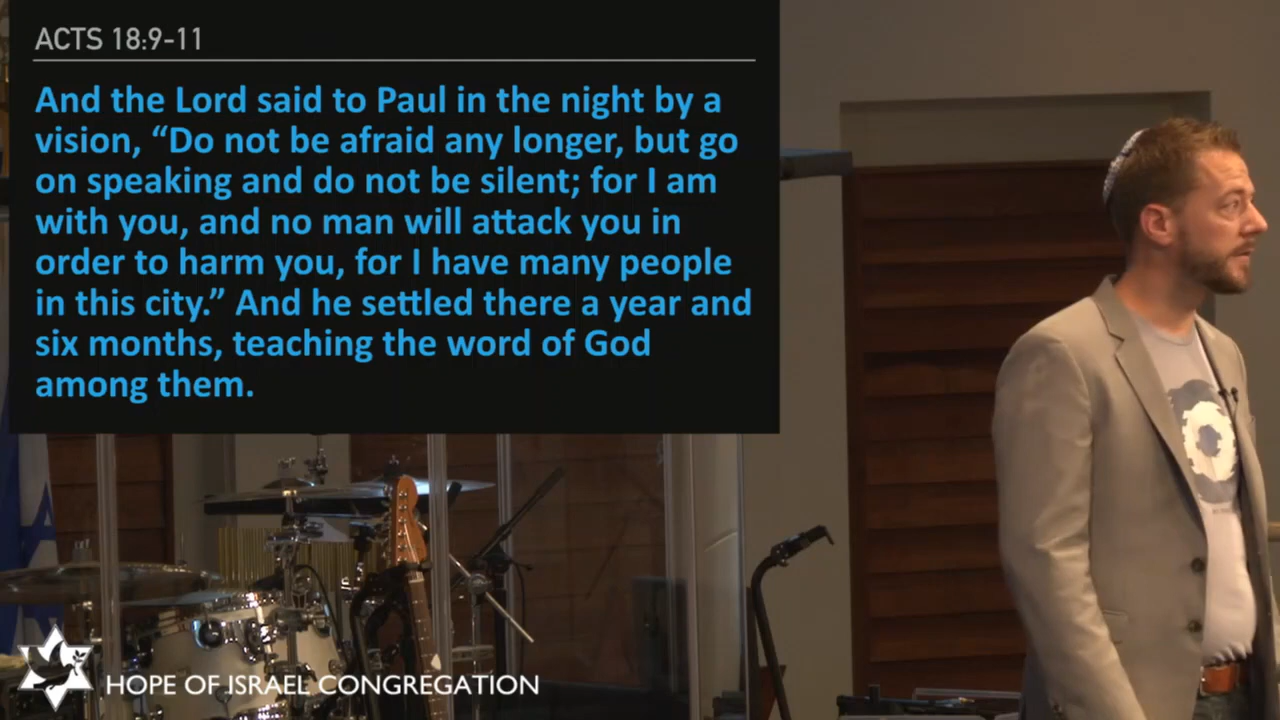 ACTS 18:9-11
And the Lord said to Paul in the night by a
vision, “Do not be afraid any longer, but go
on speaking and do not be silent; for I am
with you, and no man will attack you in
order to harm you, for I have many people
in this city.” And he settled there a year and
six months, teaching the word of God
among them.
HOPE OF ISRAEL CONGREGATION